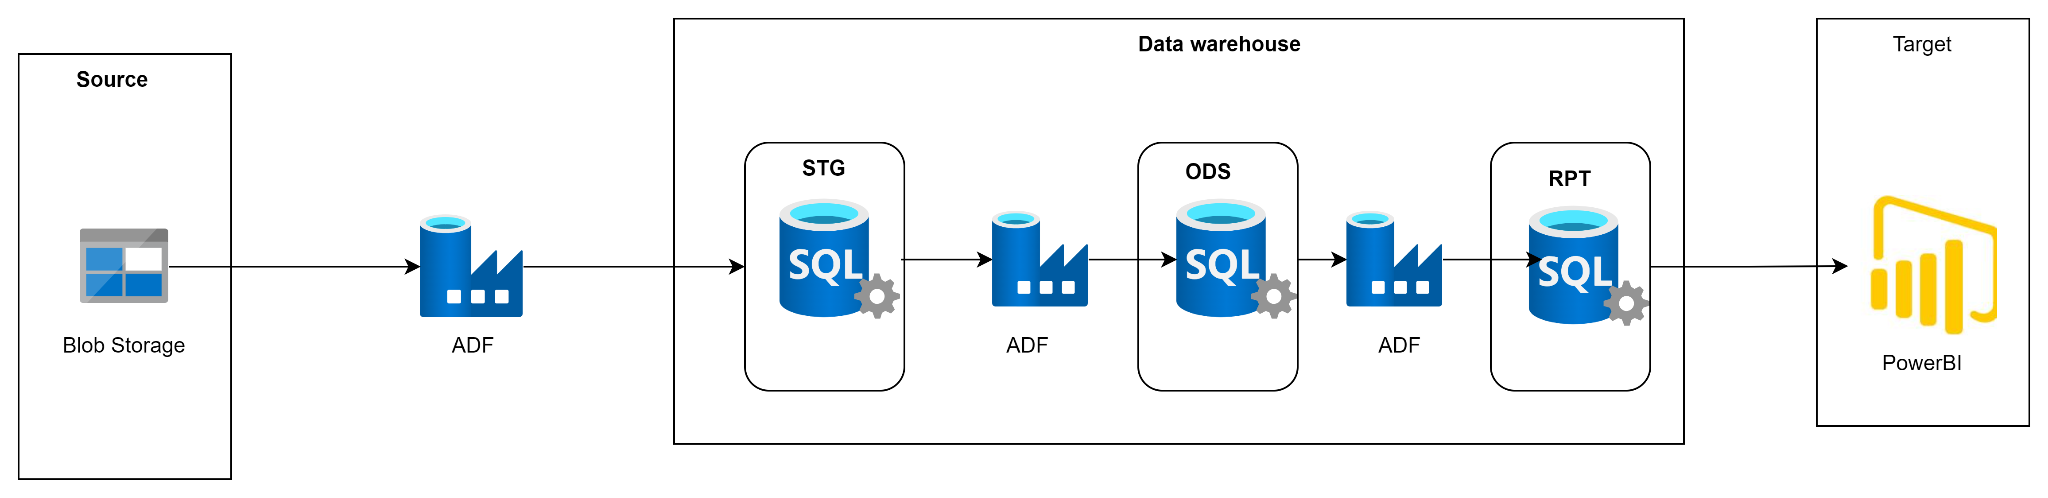 Source
Blob Storage
ADF
Data warehouse
STG
SQL
ADF
ODS
SQL
ADF
RPT
SQL
Target
PowerBI